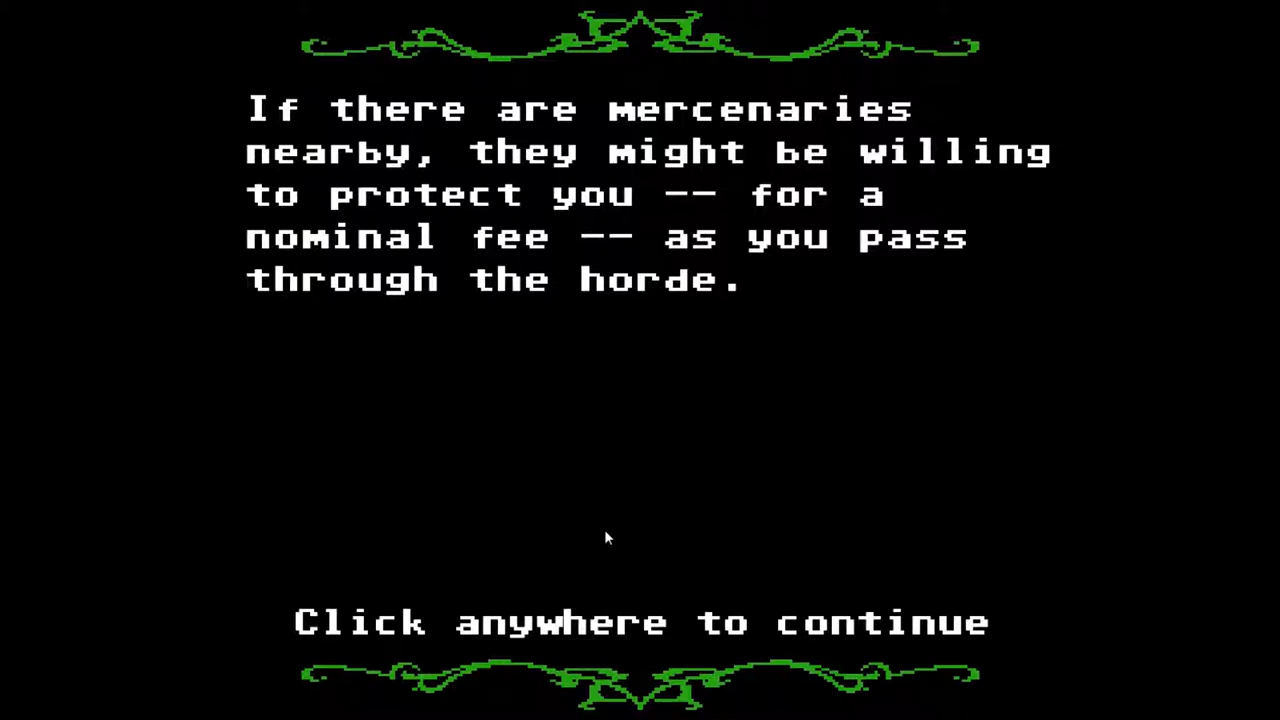 If there are mercenaries
nearby, they might be willing
to protect you -- for a
nominal fee -- as you pass
through the horde.
Click anywhere to continue